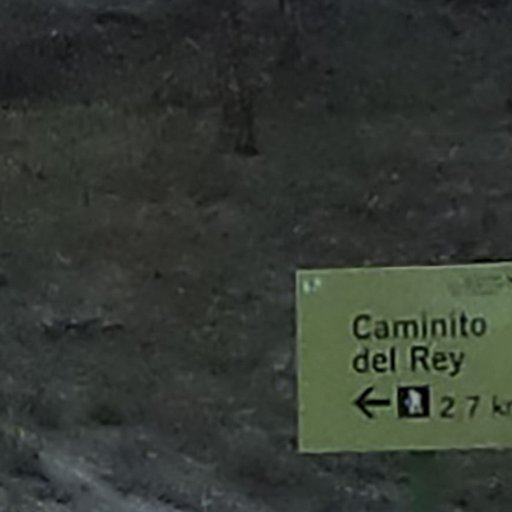 Caminito
del Rey
← 2 7 k